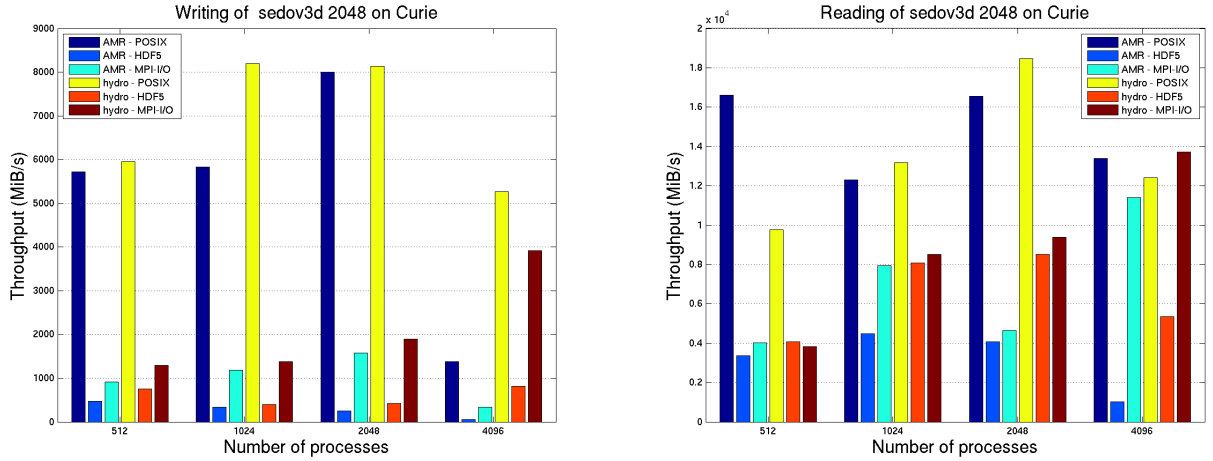 Writing of  sedov3d 2048 on Curie
9000
8000
7000
6000
5000
4000
3000
2000
1000
0
Throughput (MiB/s)
AMR - POSIX
AMR - HDF5
AMR - MPI-I/O
hydro - POSIX
hydro - HDF5
hydro - MPI-I/O
512
1024
2048
4096
Number of processes
Reading of sedov3d 2048 on Curie
x 10^4
2
1.8
1.6
1.4
1.2
1
0.8
0.6
0.4
0.2
0
Throughput (MiB/s)
AMR - POSIX
AMR - HDF5
AMR - MPI-I/O
hydro - POSIX
hydro - HDF5
hydro - MPI-I/O
512
1024
2048
4096
Number of processes